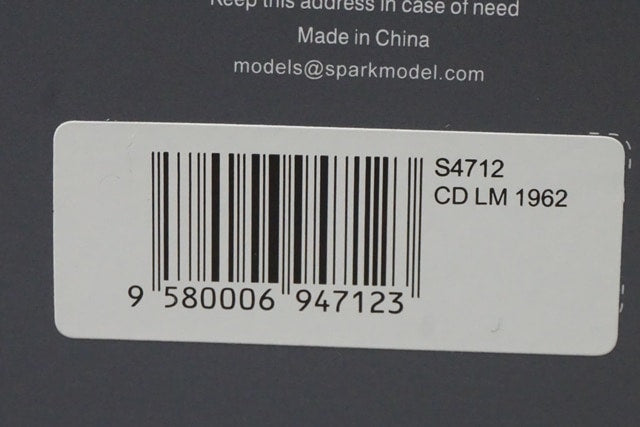 Keep this address in case of need
Made in China
models@sparkmodel.com
S4712
CD LM 1962
9 580006 947123